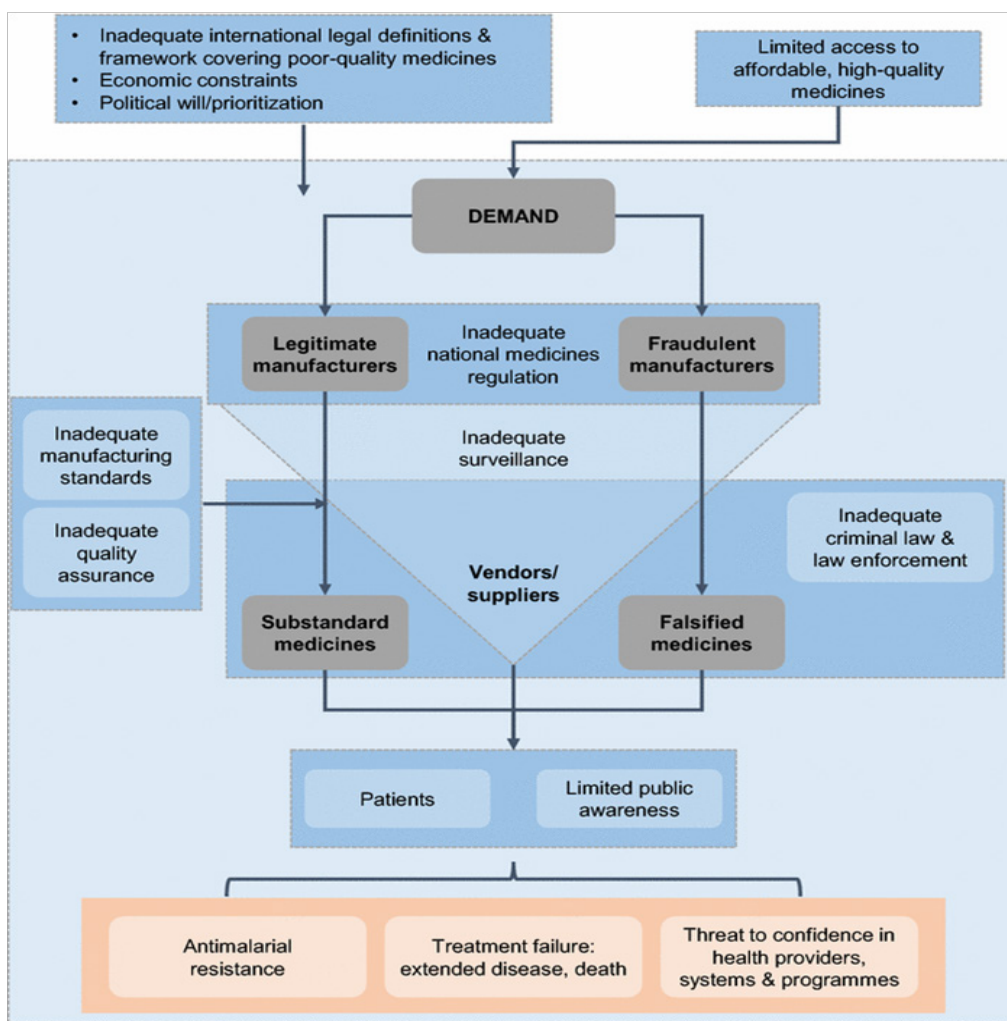 • Inadequate international legal definitions &
framework covering poor-quality medicines
• Economic constraints
• Political will/prioritization
Limited access to
affordable, high-quality
medicines
DEMAND
Legitimate
manufacturers
Inadequate
national medicines
regulation
Fraudulent
manufacturers
Inadequate
manufacturing
standards
Inadequate
quality
assurance
Inadequate
surveillance
Inadequate
criminal law &
law enforcement
Vendors/
suppliers
Substandard
medicines
Falsified
medicines
Patients
Limited public
awareness
Antimalarial
resistance
Treatment failure:
extended disease, death
Threat to confidence in
health providers,
systems & programmes